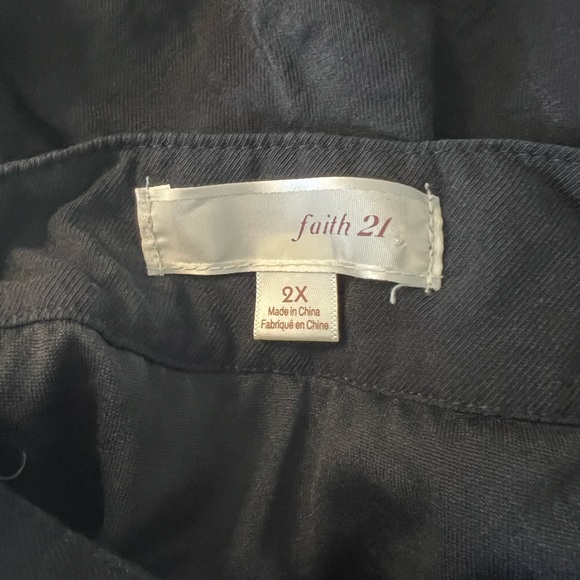 faith 21
2X
Made in China
Fabriqué en Chine